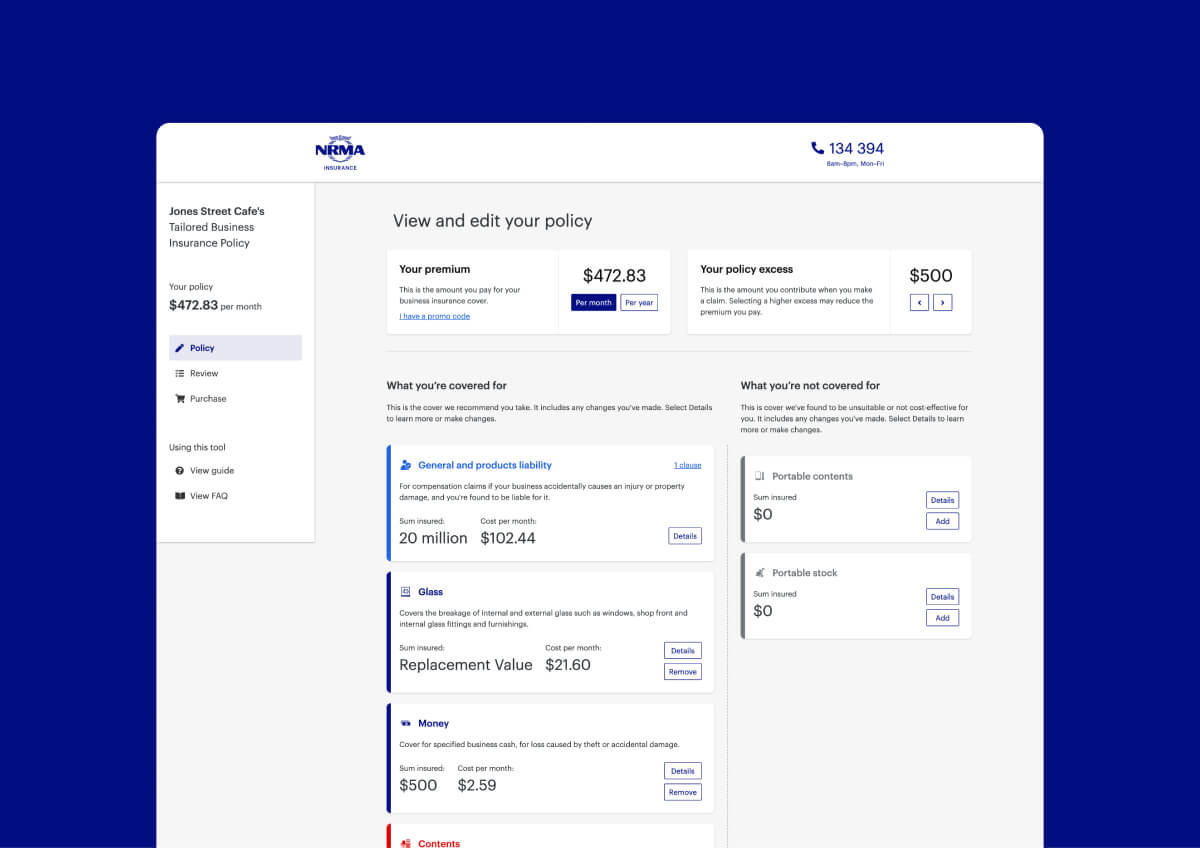 NRMA
INSURANCE
134 394
8am–8pm, Mon–Fri
Jones Street Cafe's
Tailored Business
Insurance Policy
Your policy
$472.83 per month
Policy
Review
Purchase
Using this tool
View guide
View FAQ
View and edit your policy
Your premium
This is the amount you pay for your
business insurance cover.
I have a promo code
$472.83
Per month
Per year
Your policy excess
This is the amount you contribute when you make
a claim. Selecting a higher excess may reduce the
premium you pay.
$500
What you're covered for
This is the cover we recommend you take. It includes any changes you've made. Select Details
to learn more or make changes.
General and products liability
1 clause
For compensation claims if your business accidentally causes an injury or property
damage, and you're found to be liable for it.
Sum insured: Cost per month:
20 million $102.44
Details
Glass
Covers the breakage of internal and external glass such as windows, shop front and
internal glass fittings and furnishings.
Sum insured: Cost per month:
Replacement Value $21.60
Details
Remove
Money
Cover for specified business cash, for loss caused by theft or accidental damage.
Sum insured: Cost per month:
$500 $2.59
Details
Remove
Contents
What you're not covered for
This is cover we've found to be unsuitable or not cost-effective for
you. It includes any changes you've made. Select Details to learn
more or make changes.
Portable contents
Sum insured
$0
Details
Add
Portable stock
Sum insured
$0
Details
Add